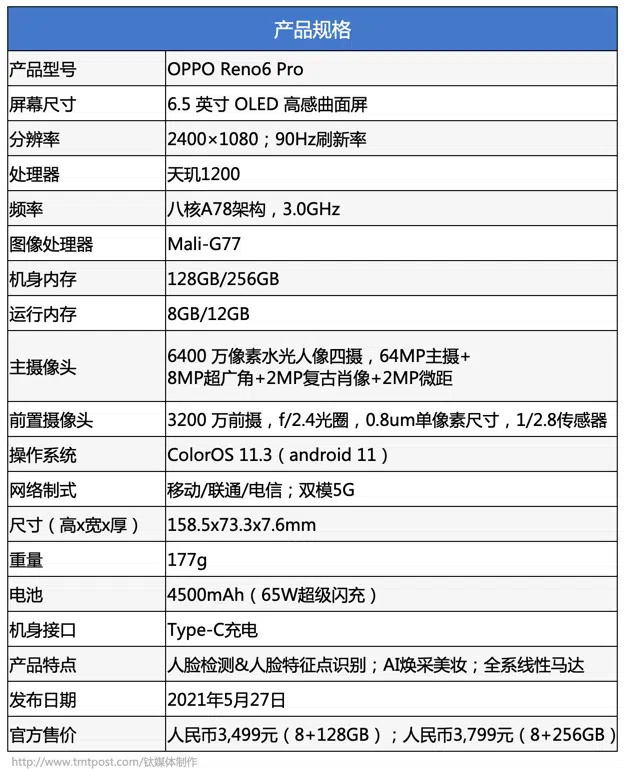 产品规格
产品型号 OPPO Reno6 Pro
屏幕尺寸 6.5 英寸 OLED 高感曲面屏
分辨率 2400×1080；90Hz刷新率
处理器 天玑1200
频率 八核A78架构，3.0GHz
图像处理器 Mali-G77
机身内存 128GB/256GB
运行内存 8GB/12GB
主摄像头 6400 万像素水光人像四摄，64MP主摄+
8MP超广角+2MP复古肖像+2MP微距
前置摄像头 3200 万前摄，f/2.4光圈，0.8um单像素尺寸，1/2.8传感器
操作系统 ColorOS 11.3（android 11）
网络制式 移动/联通/电信；双模5G
尺寸（高x宽x厚） 158.5x73.3x7.6mm
重量 177g
电池 4500mAh（65W超级闪充）
机身接口 Type-C充电
产品特点 人脸检测&人脸特征点识别；AI焕采美妆；全系线性马达
发布日期 2021年5月27日
官方售价 人民币3,499元（8+128GB）；人民币3,799元（8+256GB）
http://www.tmtpost.com/钛媒体制作